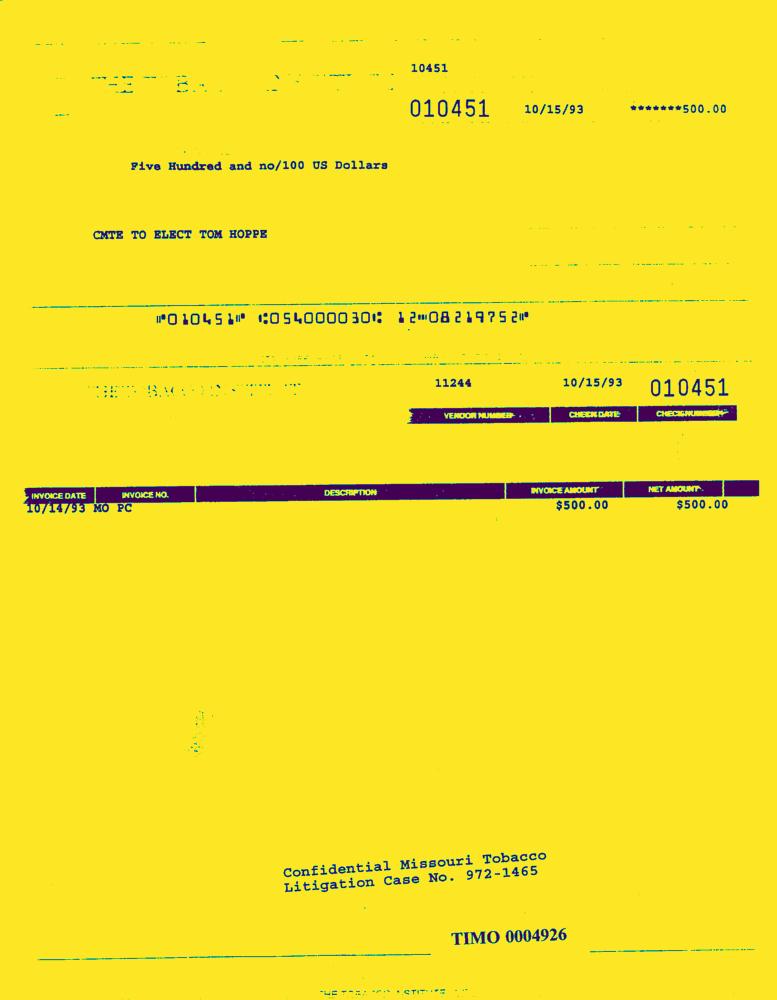 10451
010451 10/15/93 *******500.00
Five Hundred and no/100 US Dollars
CMTE TO ELECT TOM HOPPE
⑈010451⑈ ⑆054000030⑆ 12⑉08219752⑈
11244 10/15/93 010451
VENDOR NUMBER CHECK DATE CHECK NUMBER
INVOICE DATE INVOICE NO. DESCRIPTION INVOICE AMOUNT NET AMOUNT
10/14/93 MO PC $500.00 $500.00
Confidential Missouri Tobacco
Litigation Case No. 972-1465
TIMO 0004926